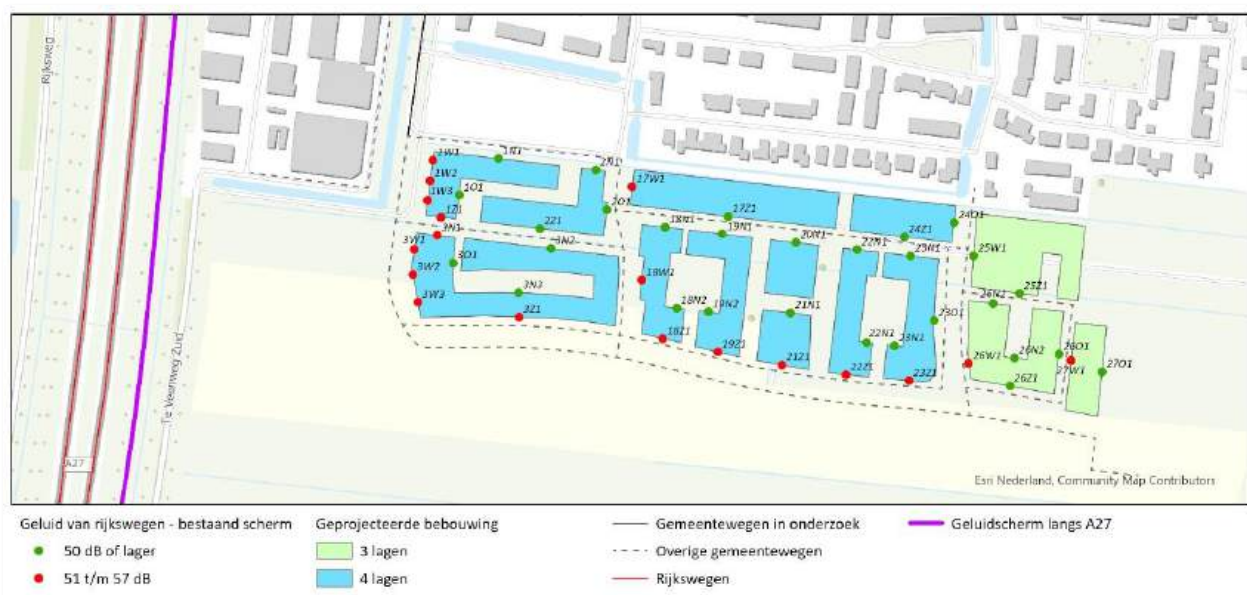 Rijksweg
A27
Te Veenweg Zuid
1W1
1N1
2N1
1W2
1O1
1W3
1Z1
2O1
2Z1
3N1
3W1
3O1
3N2
3W2
3N3
3W3
3Z1
17W1
17Z1
18N1
19N1
20N1
22N1
24Z1
23N1
24O1
18W1
18N2
19N2
21N1
18Z1
19Z1
21Z1
22N2
23N1
23O1
22Z1
23Z1
25W1
25Z1
26N2
26W1
26N2
26O1
26Z1
27W1
27O1
Esri Nederland, Community Map Contributors
Geluid van rijkswegen - bestaand scherm
50 dB of lager
51 t/m 57 dB
Geprojecteerde bebouwing
3 lagen
4 lagen
Gemeentewegen in onderzoek
Overige gemeentewegen
Rijkswegen
Geluidscherm langs A27